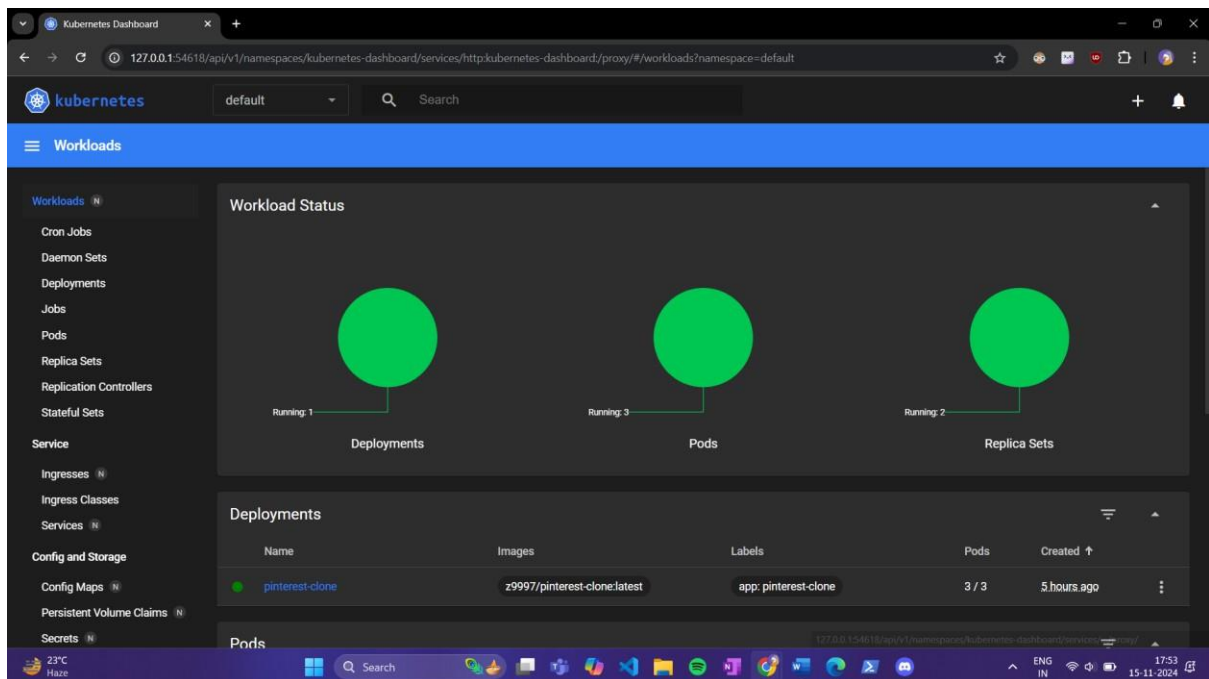 Kubernetes Dashboard
127.0.0.1:54618/api/v1/namespaces/kubernetes-dashboard/services/http:kubernetes-dashboard:/proxy/#/workloads?namespace=default
kubernetes
default
Search
Workloads
Workloads N
Cron Jobs
Daemon Sets
Deployments
Jobs
Pods
Replica Sets
Replication Controllers
Stateful Sets
Service
Ingresses N
Ingress Classes
Services N
Config and Storage
Config Maps N
Persistent Volume Claims N
Secrets N
Workload Status
Running: 1
Running: 3
Running: 2
Deployments
Pods
Replica Sets
Deployments
Name Images Labels Pods Created
pinterest-clone z9997/pinterest-clone:latest app: pinterest-clone 3 / 3 5 hours ago
Pods
23°C
Haze
Search
ENG
IN
17:53
15-11-2024